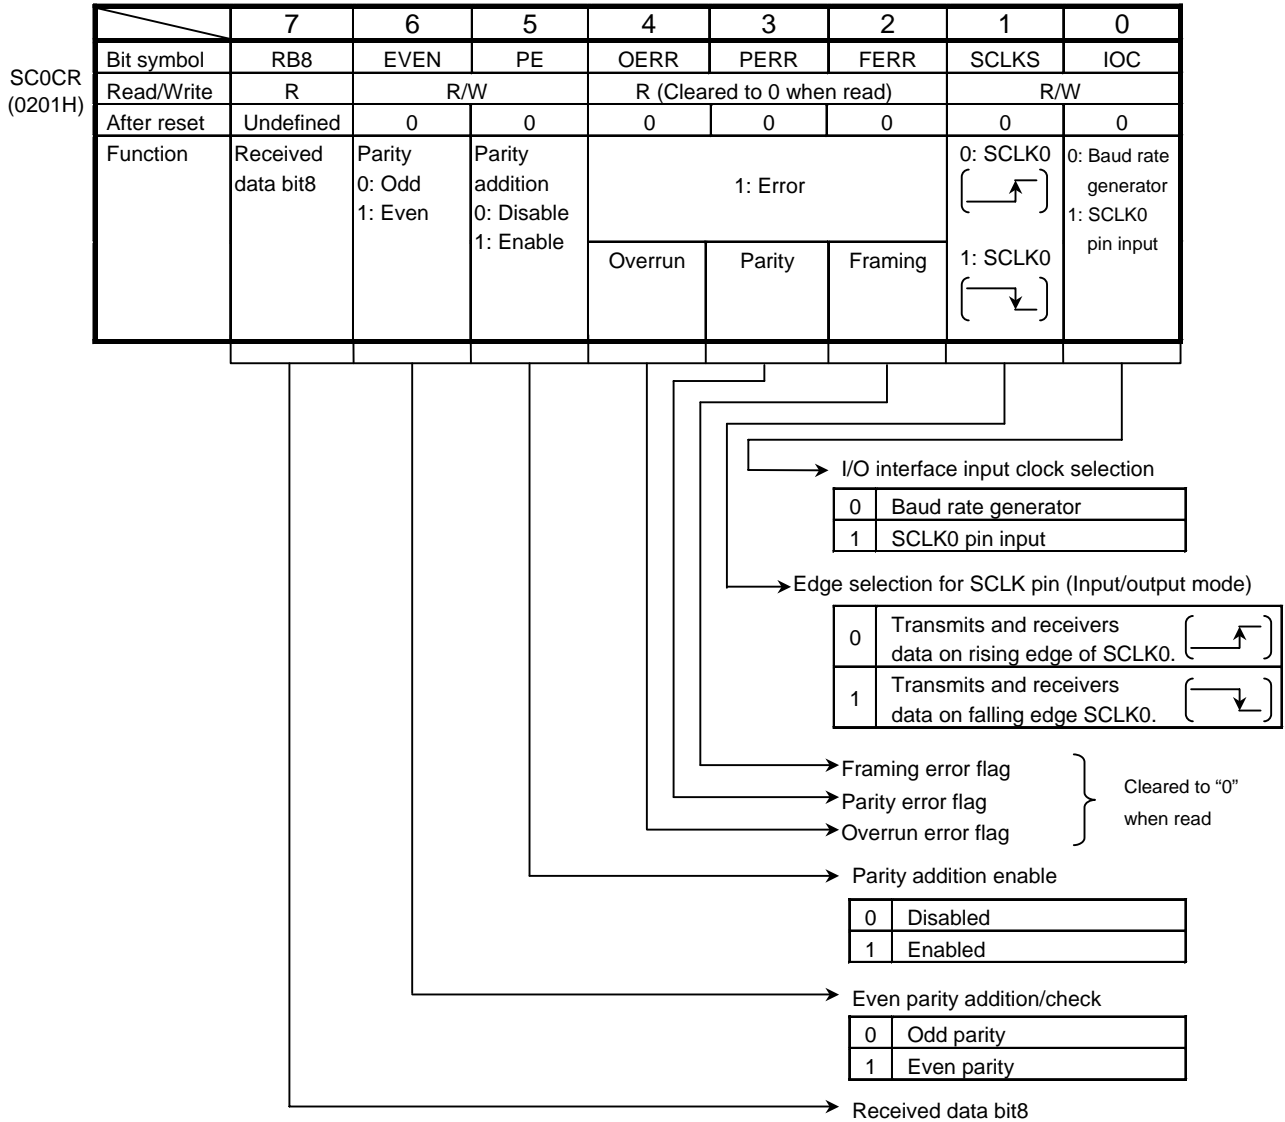 7 6 5 4 3 2 1 0
SC0CR
(0201H)
Bit symbol RB8 EVEN PE OERR PERR FERR SCLKS IOC
Read/Write R R/W R (Cleared to 0 when read) R/W
After reset Undefined 0 0 0 0 0 0 0
Function
Received
data bit8
Parity
0: Odd
1: Even
Parity
addition
0: Disable
1: Enable
1: Error
Overrun Parity Framing
0: SCLK0
1: SCLK0
0: Baud rate
generator
1: SCLK0
pin input
I/O interface input clock selection
0 Baud rate generator
1 SCLK0 pin input
Edge selection for SCLK pin (Input/output mode)
0 Transmits and receivers
data on rising edge of SCLK0.
1 Transmits and receivers
data on falling edge SCLK0.
Framing error flag
Parity error flag
Overrun error flag
Cleared to “0”
when read
Parity addition enable
0 Disabled
1 Enabled
Even parity addition/check
0 Odd parity
1 Even parity
Received data bit8